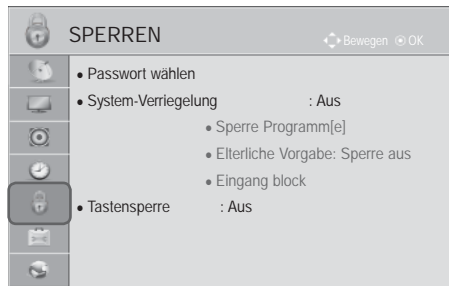 SPERREN
Bewegen OK
• Passwort wählen
• System-Verriegelung : Aus
• Sperre Programm[e]
• Elterliche Vorgabe: Sperre aus
• Eingang block
• Tastensperre : Aus